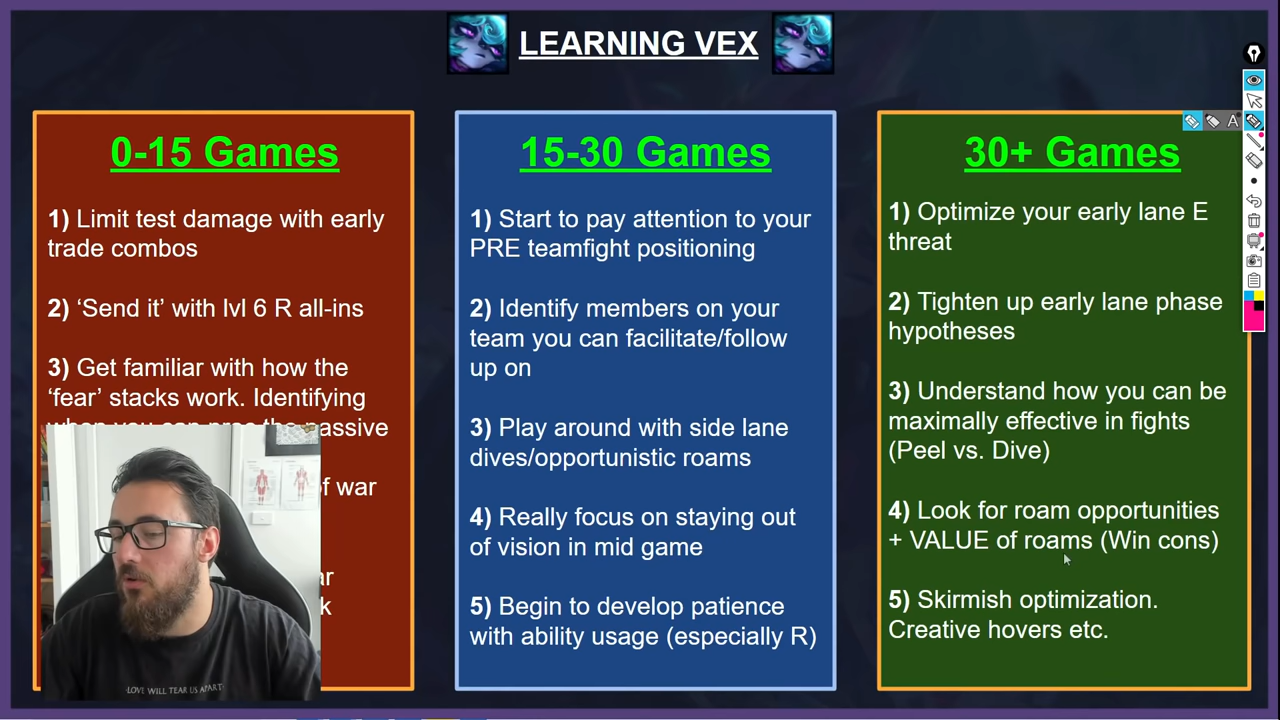 LEARNING VEX
0-15 Games
1) Limit test damage with early
trade combos
2) ‘Send it’ with lvl 6 R all-ins
3) Get familiar with how the
‘fear’ stacks work. Identifying
when you can proc the passive
of war
15-30 Games
1) Start to pay attention to your
PRE teamfight positioning
2) Identify members on your
team you can facilitate/follow
up on
3) Play around with side lane
dives/opportunistic roams
4) Really focus on staying out
of vision in mid game
5) Begin to develop patience
with ability usage (especially R)
30+ Games
1) Optimize your early lane E
threat
2) Tighten up early lane phase
hypotheses
3) Understand how you can be
maximally effective in fights
(Peel vs. Dive)
4) Look for roam opportunities
+ VALUE of roams (Win cons)
5) Skirmish optimization.
Creative hovers etc.
A
·LOVE WILL TEAR US APART·